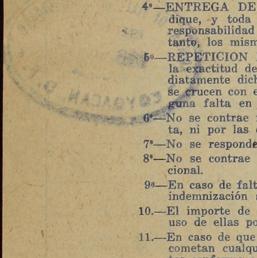 4º—ENTREGA DE
dique, y toda
responsabilidad
tanto, los mism
5º—REPETICION
la exactitud de
diatamente dich
se crucen con e
guna falta en
6º—No se contrae
ta, ni por las
7º—No se responde
8º—No se contrae
cional.
9º—En caso de falt
indemnización
10.—El importe de
uso de ellas po
11.—En caso de que
cometan cualqu
COYOACAN D.